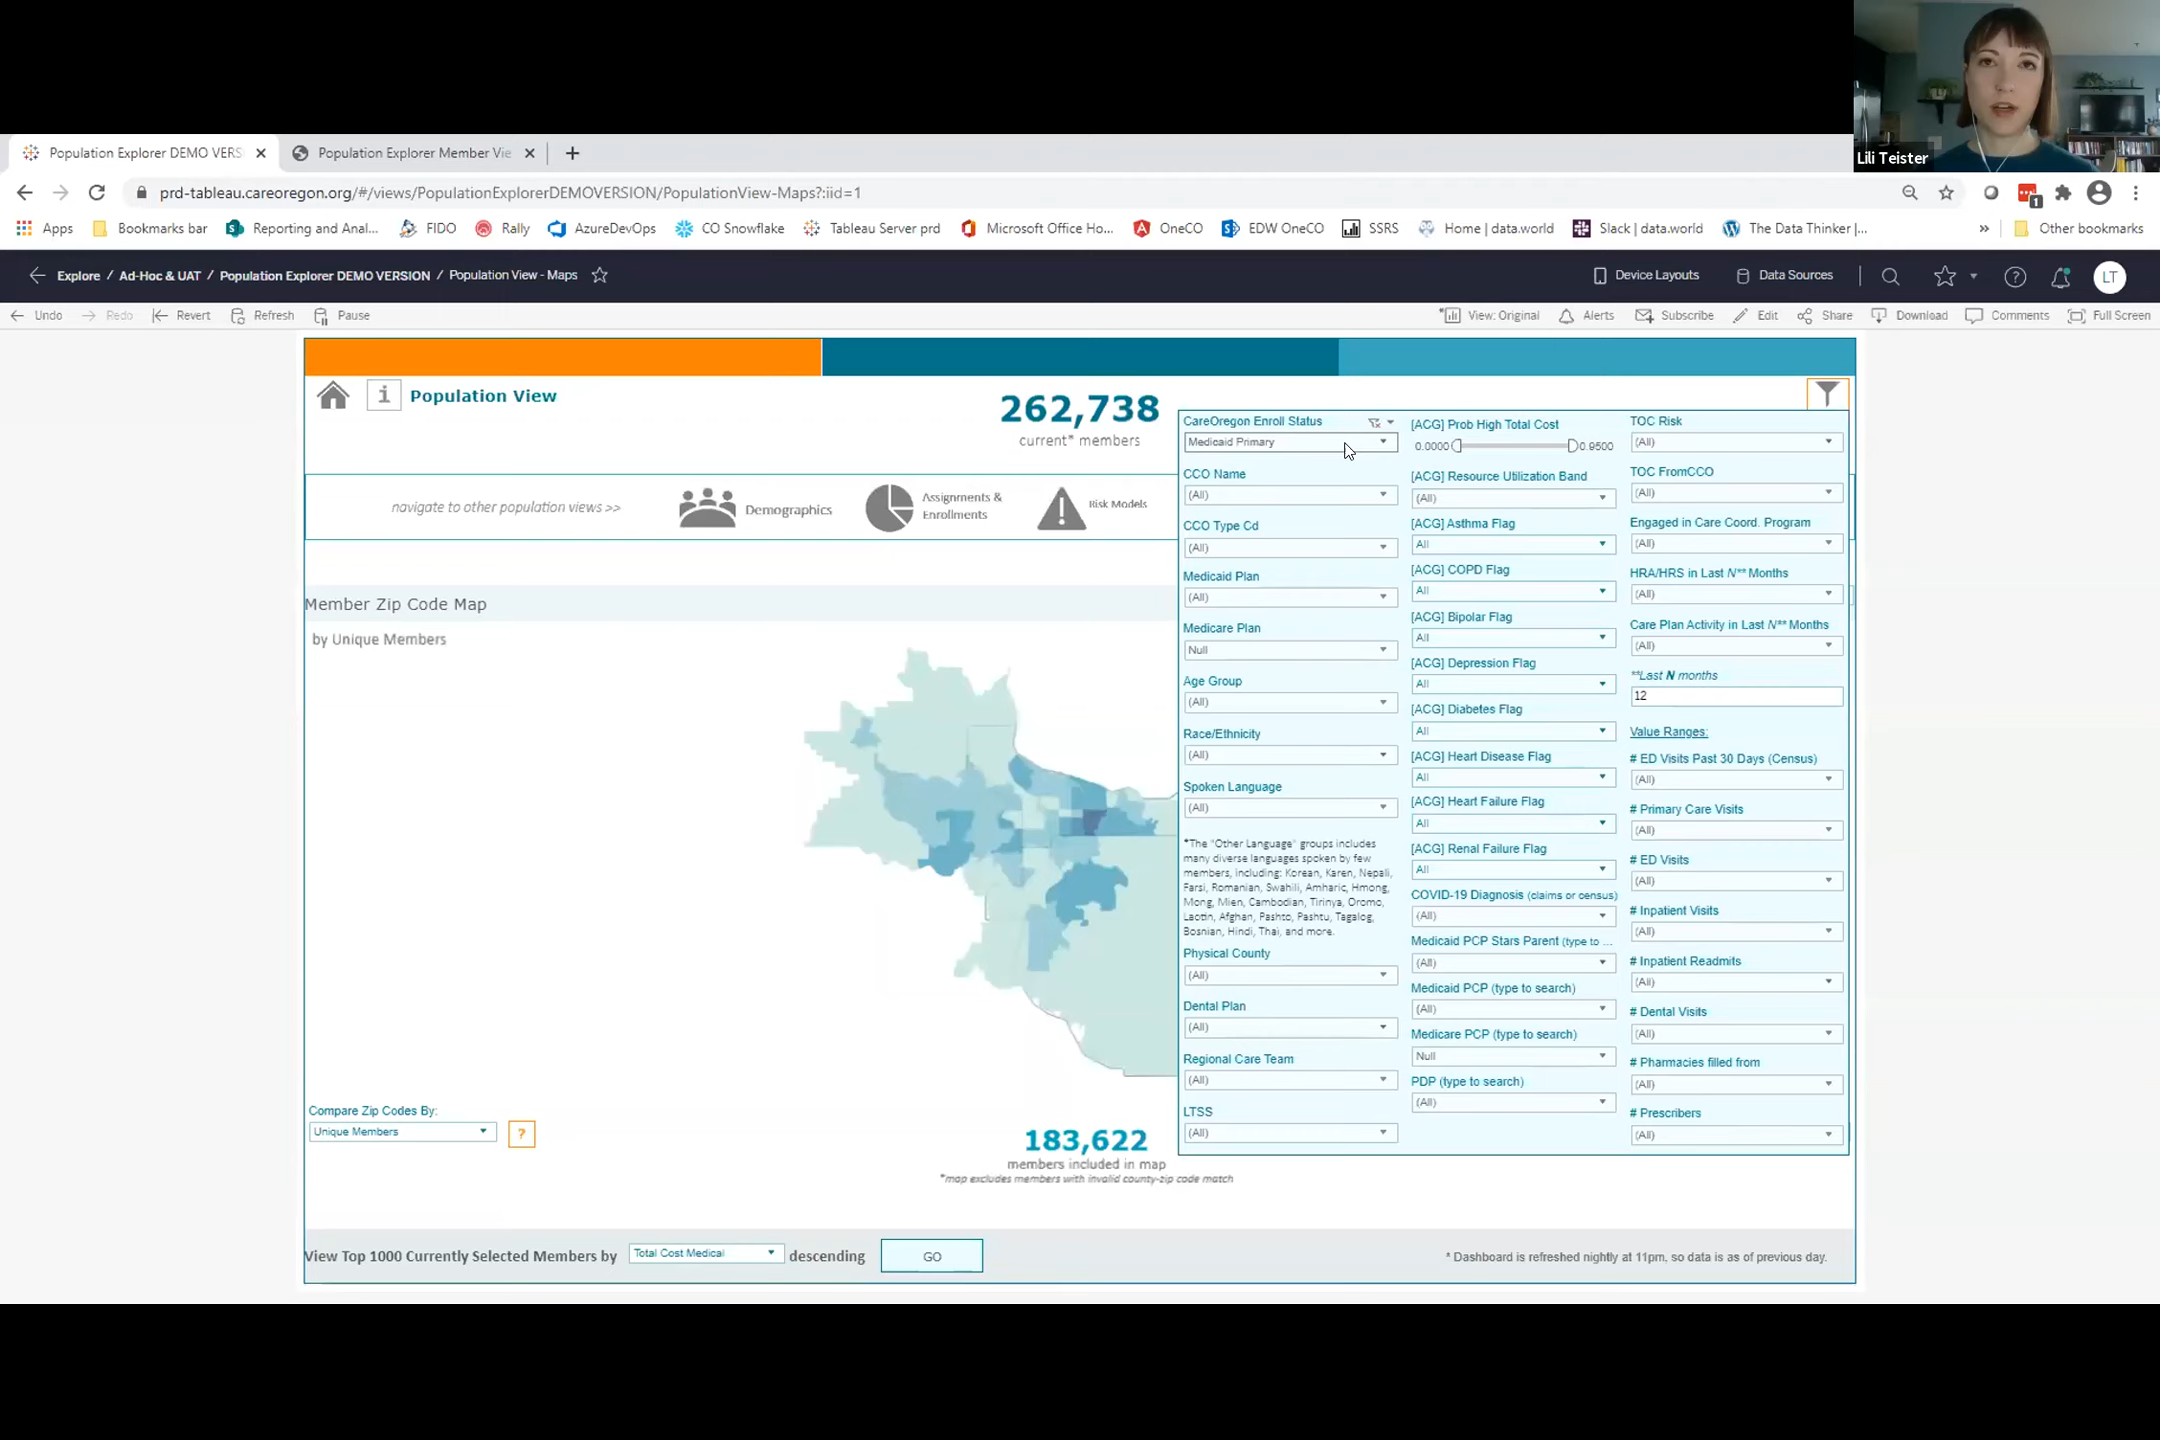 Lili Teister
Population Explorer DEMO VERS
Population Explorer Member Vie
prd-tableau.careoregon.org/#/views/PopulationExplorerDEMOVERSION/PopulationView-Maps?:iid=1
1
Apps
Bookmarks bar
Reporting and Anal...
FIDO
Rally
AzureDevOps
CO Snowflake
Tableau Server prd
Microsoft Office Ho...
OneCO
EDW OneCO
SSRS
Home | data.world
Slack | data.world
The Data Thinker |...
»
Other bookmarks
Explore / Ad-Hoc & UAT / Population Explorer DEMO VERSION / Population View - Maps
Device Layouts
Data Sources
LT
Undo
Redo
Revert
Refresh
Pause
View: Original
Alerts
Subscribe
Edit
Share
Download
Comments
Full Screen
i
Population View
262,738
current* members
navigate to other population views >>
Demographics
Assignments &
Enrollments
Risk Models
Member Zip Code Map
by Unique Members
CareOregon Enroll Status
Medicaid Primary
CCO Name
(All)
CCO Type Cd
(All)
Medicaid Plan
(All)
Medicare Plan
Null
Age Group
(All)
Race/Ethnicity
(All)
Spoken Language
(All)
*The "Other Language" groups includes
many diverse languages spoken by few
members, including: Korean, Karen, Nepali,
Farsi, Romanian, Swahili, Amharic, Hmong,
Mong, Mien, Cambodian, Tirinya, Oromo,
Laotin, Afghan, Pashto, Pashtu, Tagalog,
Bosnian, Hindi, Thai, and more.
Physical County
(All)
Dental Plan
(All)
Regional Care Team
(All)
LTSS
(All)
[ACG] Prob High Total Cost
0.0000
0.9500
[ACG] Resource Utilization Band
(All)
[ACG] Asthma Flag
All
[ACG] COPD Flag
All
[ACG] Bipolar Flag
All
[ACG] Depression Flag
All
[ACG] Diabetes Flag
All
[ACG] Heart Disease Flag
All
[ACG] Heart Failure Flag
All
[ACG] Renal Failure Flag
All
COVID-19 Diagnosis (claims or census)
(All)
Medicaid PCP Stars Parent (type to ...
(All)
Medicaid PCP (type to search)
(All)
Medicare PCP (type to search)
Null
PDP (type to search)
(All)
TOC Risk
(All)
TOC FromCCO
(All)
Engaged in Care Coord. Program
(All)
HRA/HRS in Last N** Months
(All)
Care Plan Activity in Last N** Months
(All)
**Last N months
12
Value Ranges:
# ED Visits Past 30 Days (Census)
(All)
# Primary Care Visits
(All)
# ED Visits
(All)
# Inpatient Visits
(All)
# Inpatient Readmits
(All)
# Dental Visits
(All)
# Pharmacies filled from
(All)
# Prescribers
(All)
Compare Zip Codes By:
Unique Members
?
183,622
members included in map
*map excludes members with invalid county-zip code match
View Top 1000 Currently Selected Members by
Total Cost Medical
descending
GO
* Dashboard is refreshed nightly at 11pm, so data is as of previous day.